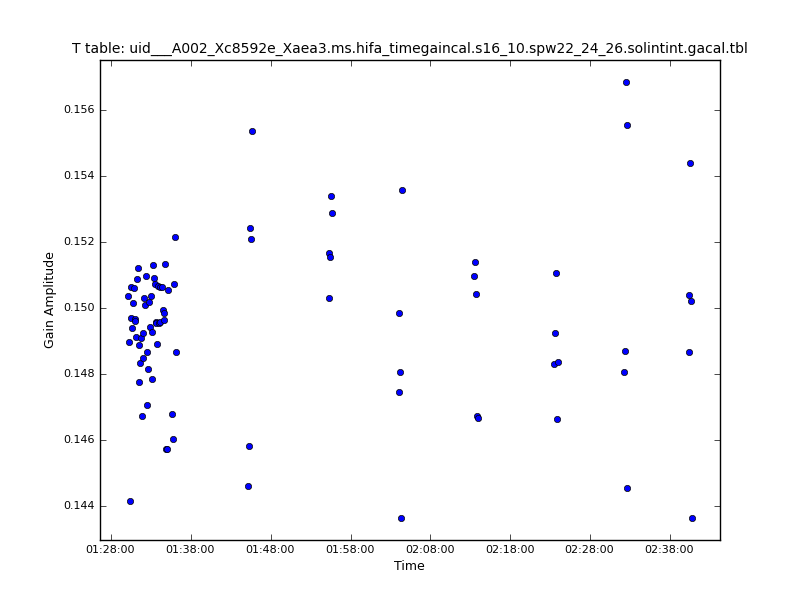 T table: uid___A002_Xc8592e_Xaea3.ms.hifa_timegaincal.s16_10.spw22_24_26.solintint.gacal.tbl
0.156
0.154
0.152
0.150
0.148
0.146
0.144
Gain Amplitude
01:28:00 01:38:00 01:48:00 01:58:00 02:08:00 02:18:00 02:28:00 02:38:00
Time